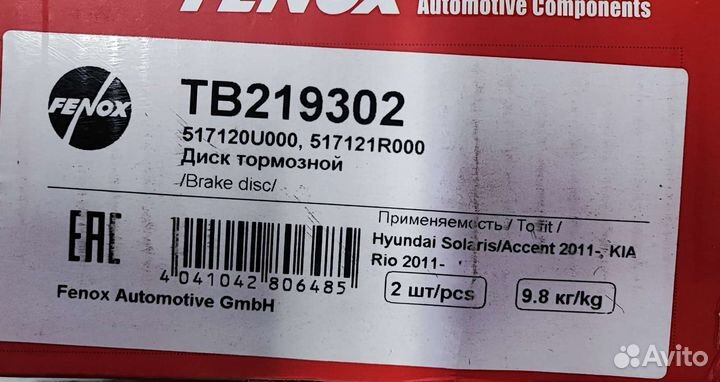 FENOX
Automotive Components
FENOX
TB219302
517120U000, 517121R000
Диск тормозной
/Brake disc/
EAC
Применяемость / To fit /
Hyundai Solaris/Accent 2011-, KIA
Rio 2011-
4 041042 806485
2 шт/pcs
9.8 кг/kg
Fenox Automotive GmbH
Avito